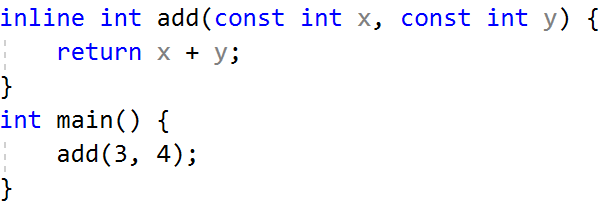 inline int add(const int x, const int y) {
    return x + y;
}
int main() {
    add(3, 4);
}